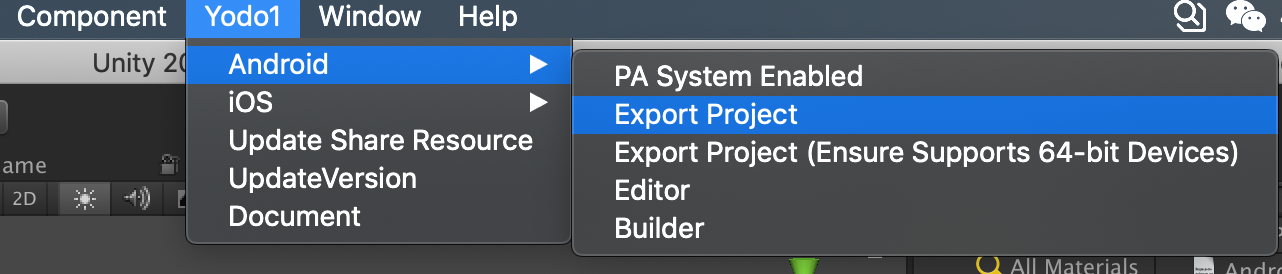 Component Yodo1 Window Help
Unity 20
Android
iOS
Update Share Resource
UpdateVersion
Document
PA System Enabled
Export Project
Export Project (Ensure Supports 64-bit Devices)
Editor
Builder
ame
2D
All Materials
Andro